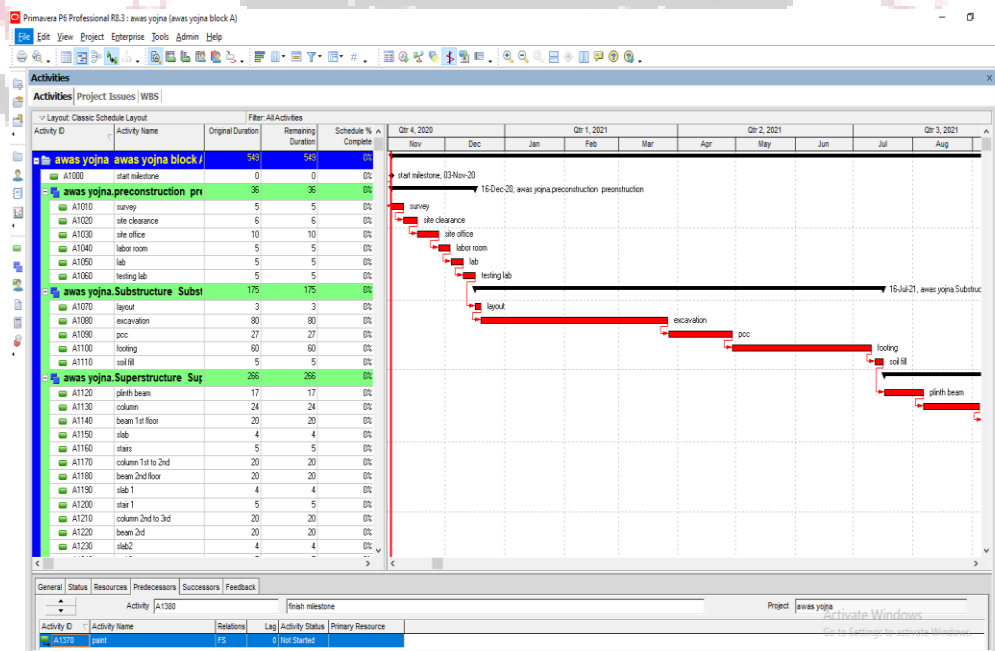 Primavera P6 Professional R8.3 : awas yojna (awas yojna block A)
File Edit View Project Enterprise Tools Admin Help
Activities
Activities Project Issues WBS
Layout: Classic Schedule Layout Filter: All Activities
Activity ID Activity Name Original Duration Remaining Duration Schedule % Complete Qtr 4, 2020 Qtr 1, 2021 Qtr 2, 2021 Qtr 3, 2021
Nov Dec Jan Feb Mar Apr May Jun Jul Aug
awas yojna awas yojna block A 549 549 0%
A1000 start milestone 0 0 0% start milestone, 03-Nov-20
awas yojna.preconstruction pre 36 36 0% 16-Dec-20, awas yojna.preconstruction preonstruction
A1010 survey 5 5 0% survey
A1020 site clearance 6 6 0% site clearance
A1030 site office 10 10 0% site office
A1040 labor room 5 5 0% labor room
A1050 lab 5 5 0% lab
A1060 testing lab 5 5 0% testing lab
awas yojna.Substructure Subst 175 175 0% 16-Jul-21, awas yojna.Substruc
A1070 layout 3 3 0% layout
A1080 excavation 80 80 0% excavation
A1090 pcc 27 27 0% pcc
A1100 footing 60 60 0% footing
A1110 soil fill 5 5 0% soil fill
awas yojna.Superstructure Sup 266 266 0%
A1120 plinth beam 17 17 0% plinth beam
A1130 column 24 24 0%
A1140 beam 1st floor 20 20 0%
A1150 slab 4 4 0%
A1160 stairs 5 5 0%
A1170 column 1st to 2nd 20 20 0%
A1180 beam 2nd floor 20 20 0%
A1190 slab 1 4 4 0%
A1200 stair 1 5 5 0%
A1210 column 2nd to 3rd 20 20 0%
A1220 beam 2rd 20 20 0%
A1230 slab2 4 4 0%
General Status Resources Predecessors Successors Feedback
Activity A1380 finish milestone Project awas yojna
Activity ID Activity Name Relations Lag Activity Status Primary Resource
A1370 paint FS 0 Not Started
Activate Windows
Go to Settings to activate Windows.